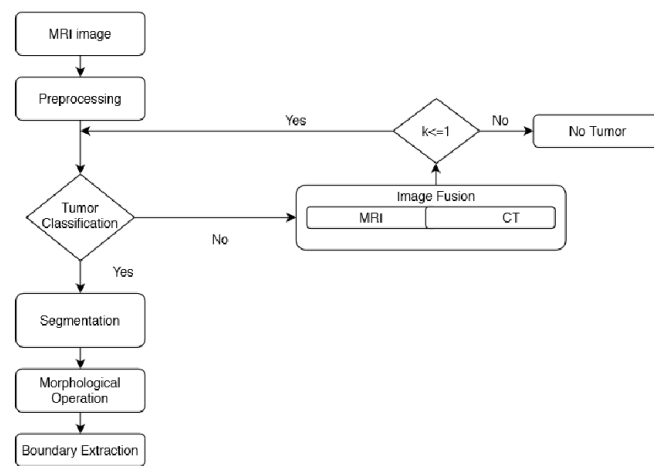 MRI image
Preprocessing
Yes
k<=1
No
No Tumor
Tumor
Classification
No
Image Fusion
MRI
CT
Yes
Segmentation
Morphological
Operation
Boundary Extraction